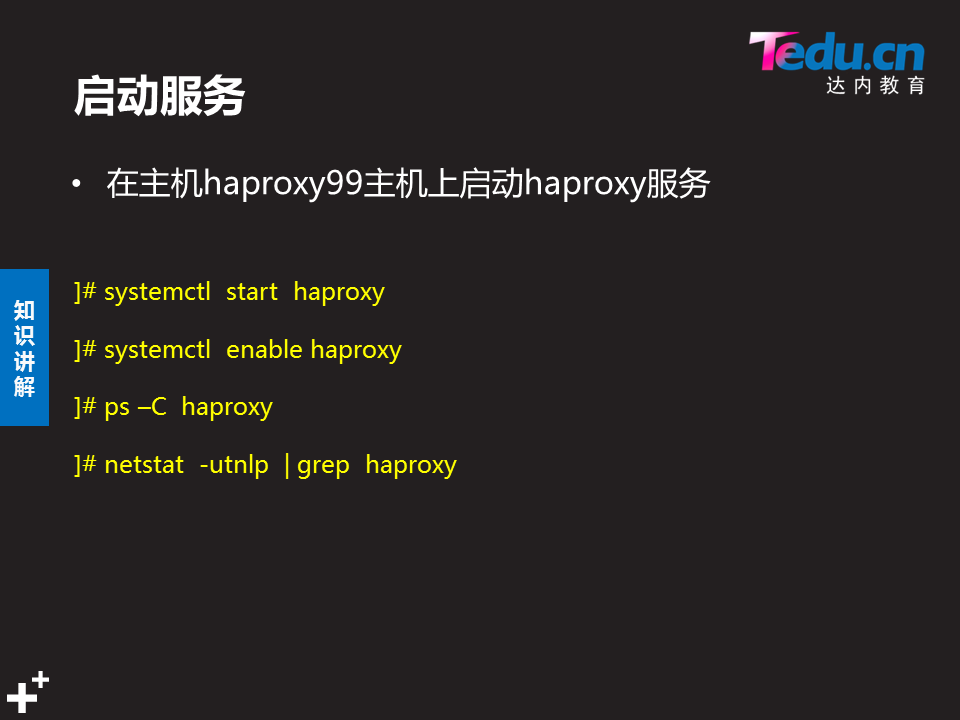 Tedu.cn
达内教育
启动服务
• 在主机haproxy99主机上启动haproxy服务
]# systemctl  start  haproxy
]# systemctl  enable haproxy
]# ps –C  haproxy
]# netstat  -utnlp  | grep  haproxy
知
识
讲
解